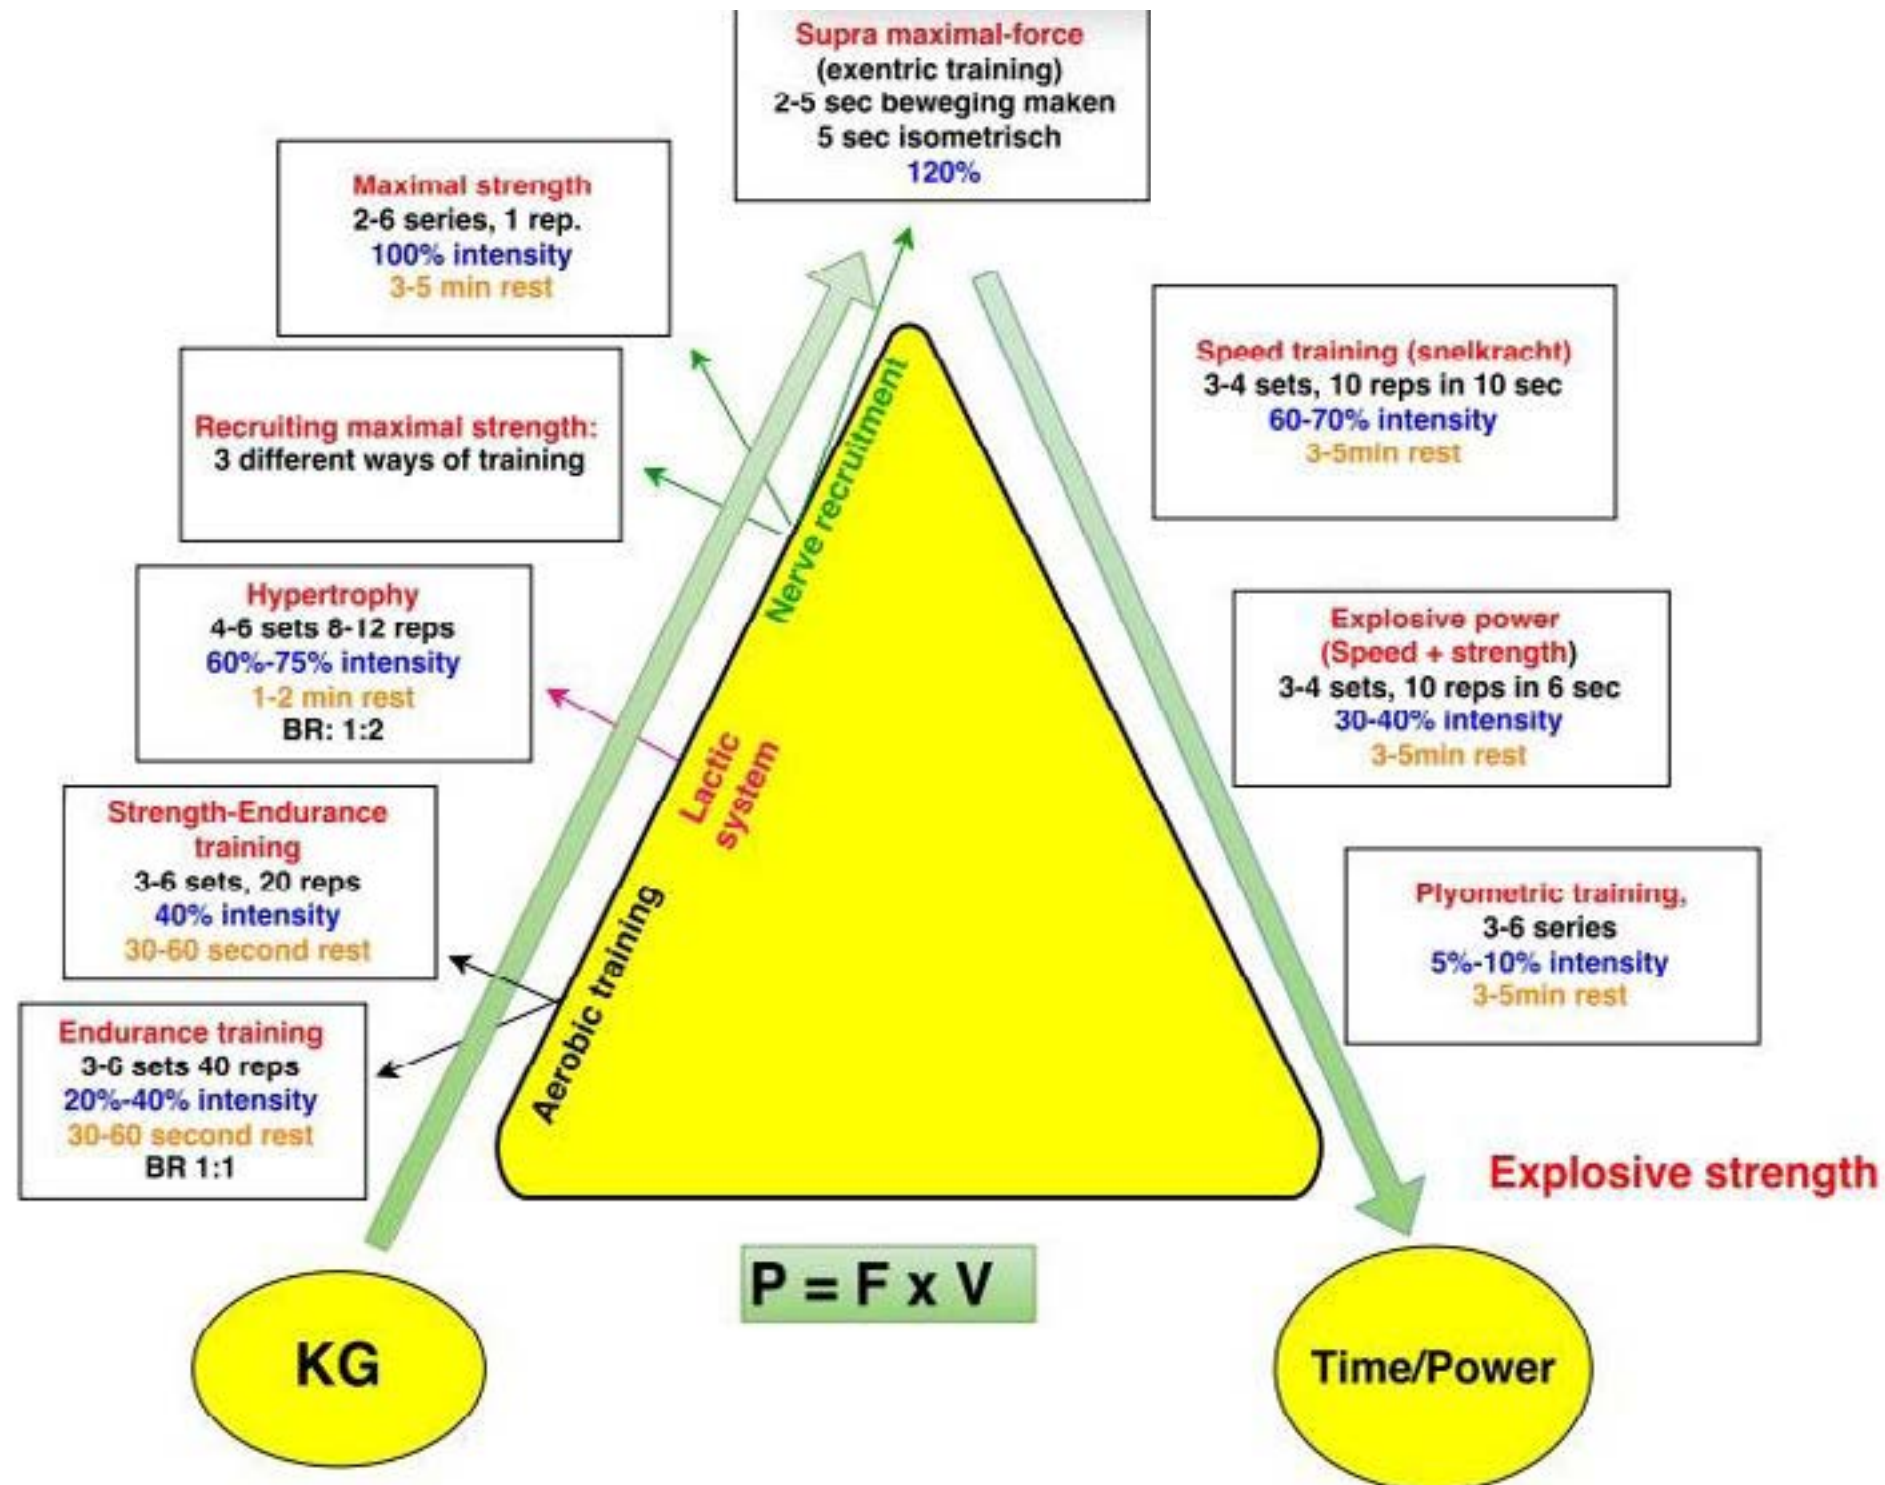 Supra maximal-force
(exentric training)
2-5 sec beweging maken
5 sec isometrisch
120%
Maximal strength
2-6 series, 1 rep.
100% intensity
3-5 min rest
Recruiting maximal strength:
3 different ways of training
Hypertrophy
4-6 sets 8-12 reps
60%-75% intensity
1-2 min rest
BR: 1:2
Strength-Endurance
training
3-6 sets, 20 reps
40% intensity
30-60 second rest
Endurance training
3-6 sets 40 reps
20%-40% intensity
30-60 second rest
BR 1:1
Nerve recruitment
Lactic
system
Aerobic training
Speed training (snelkracht)
3-4 sets, 10 reps in 10 sec
60-70% intensity
3-5min rest
Explosive power
(Speed + strength)
3-4 sets, 10 reps in 6 sec
30-40% intensity
3-5min rest
Plyometric training,
3-6 series
5%-10% intensity
3-5min rest
Explosive strength
P = F x V
KG
Time/Power